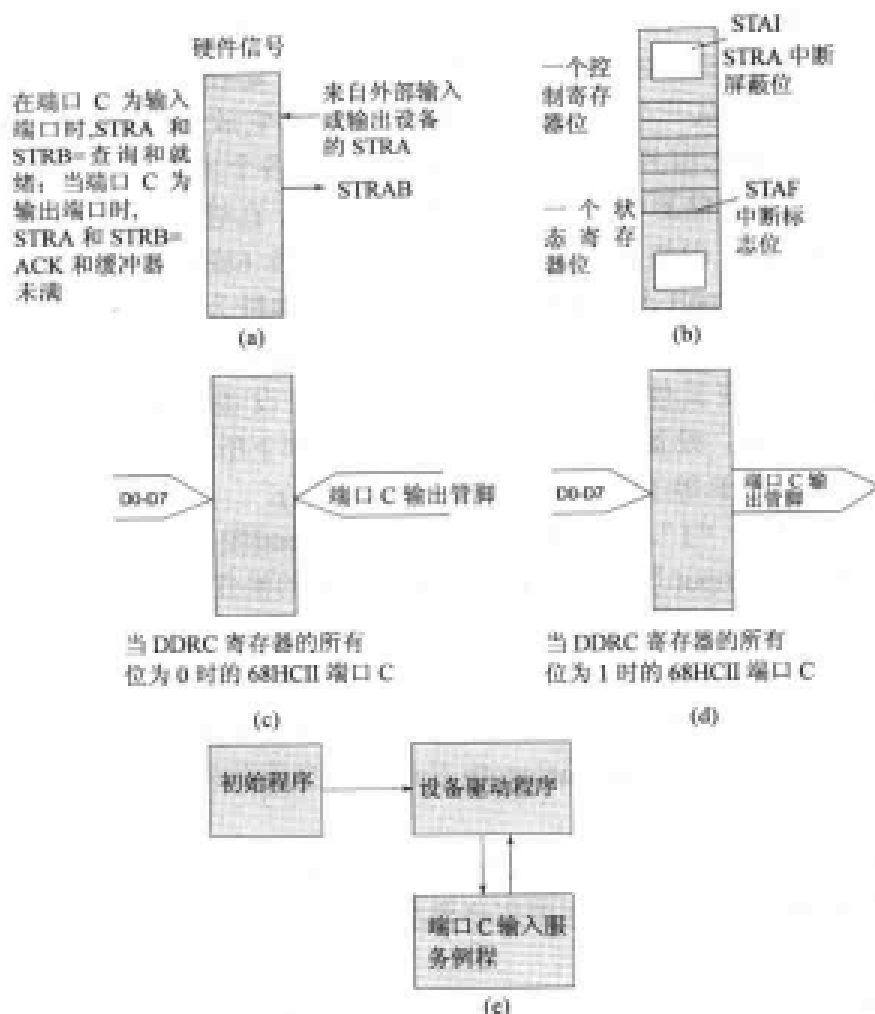 硬件信号
在端口 C 为输入
端口时,STRA 和
STRB=查询和就
绪；当端口 C 为
输出端口时,
STRA 和 STRB=
ACK 和缓冲器
未满
来自外部输入
或输出设备
的 STRA
STRAB
(a)
一个控
制寄存
器位
STAI
STRA 中断
屏蔽位
一个状
态寄存
器位
STAF
中断标
志位
(b)
D0-D7
端口 C 输出管脚
当 DDRC 寄存器的所有
位为 0 时的 68HCII 端口 C
(c)
D0-D7
端口 C 输
出管脚
当 DDRC 寄存器的所有
位为 1 时的 68HCII 端口 C
(d)
初始程序
设备驱动程序
端口 C 输入服
务例程
(e)